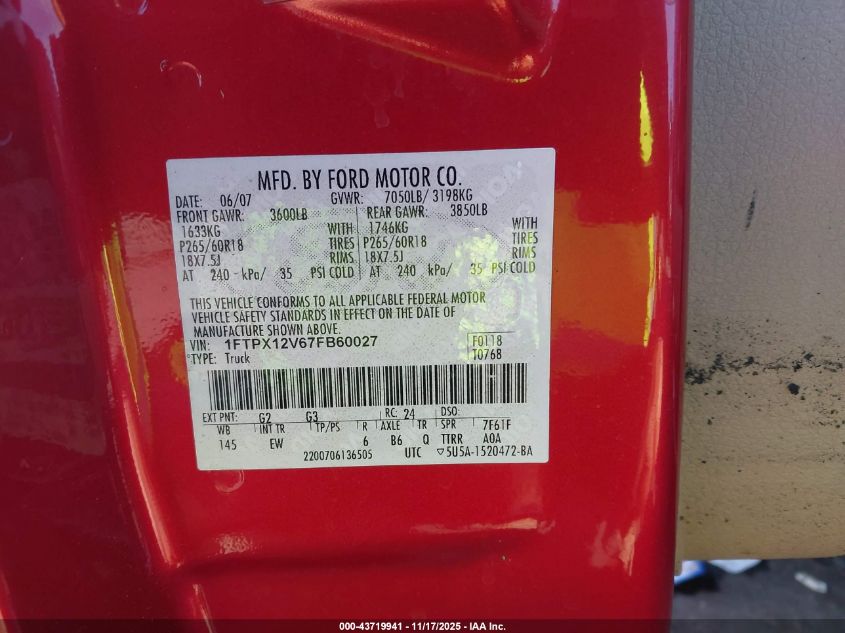 MFD. BY FORD MOTOR CO.
DATE: 06/07 GVWR: 7050LB/ 3198KG
FRONT GAWR: 3600LB REAR GAWR: 3850LB
1633KG WITH 1746KG WITH
P265/60R18 TIRES P265/60R18 TIRES
18X7.5J RIMS 18X7.5J RIMS
AT 240 kPa/ 35 PSI COLD AT 240 kPa/ 35 PSI COLD
THIS VEHICLE CONFORMS TO ALL APPLICABLE FEDERAL MOTOR
VEHICLE SAFETY STANDARDS IN EFFECT ON THE DATE OF
MANUFACTURE SHOWN ABOVE.
VIN: 1FTPX12V67FB60027 F0118
TYPE: Truck T0768
EXT PNT: G2 G3 RC: 24 DSO:
WB INT TR TP/PS R AXLE TR SPR 7F61F
145 EW 6 B6 Q TTRR A0A
2200706136505 UTC ▽5U5A-1520472-BA
000-43719941 - 11/17/2025 - IAA Inc.